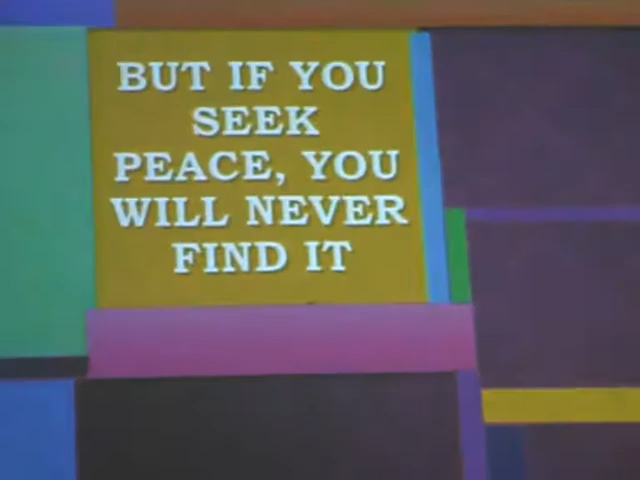 BUT IF YOU
SEEK
PEACE, YOU
WILL NEVER
FIND IT